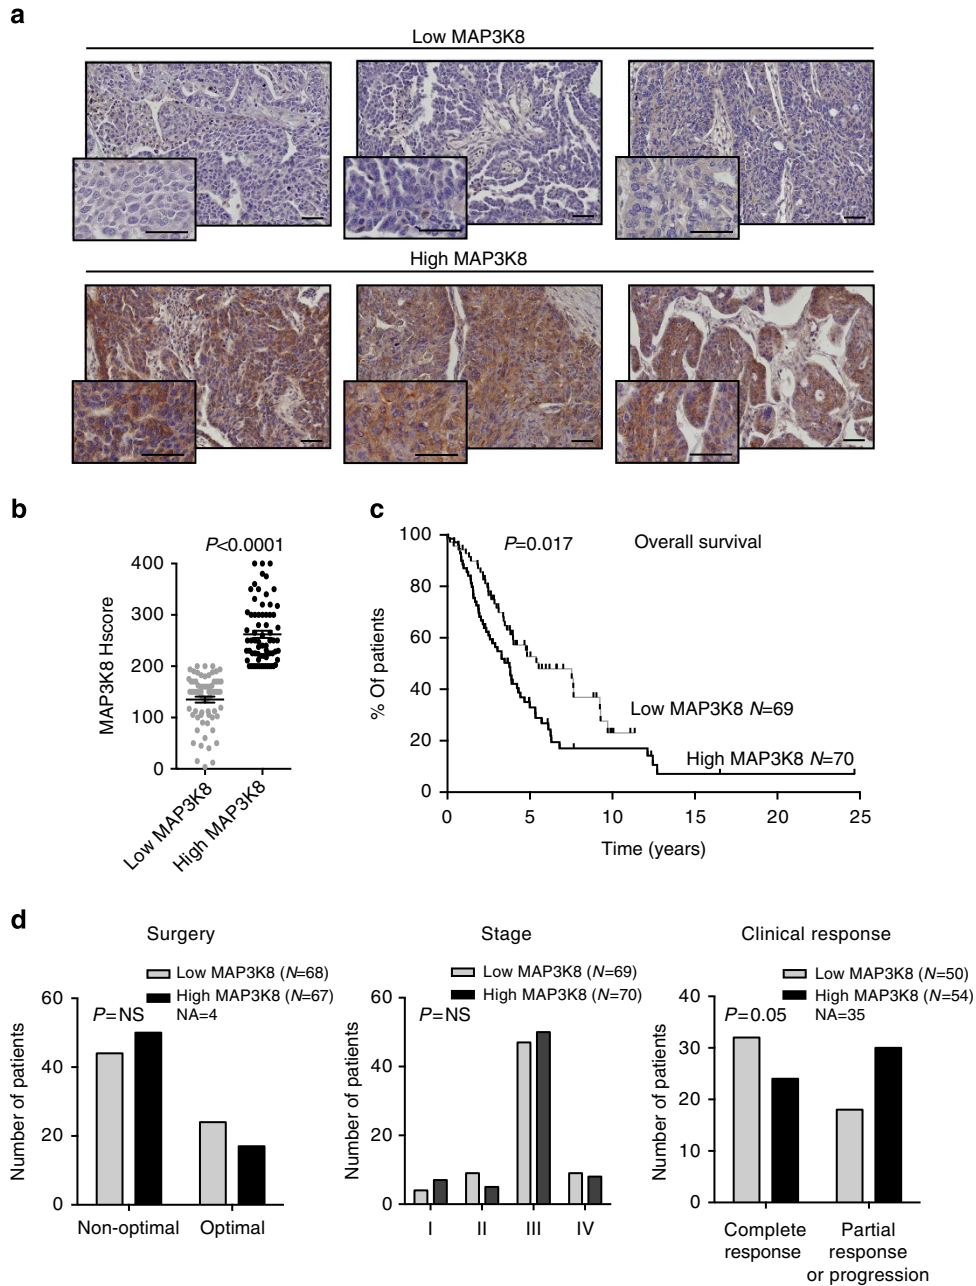 a
Low MAP3K8
High MAP3K8
b
P<0.0001
MAP3K8 Hscore
400
300
200
100
0
Low MAP3K8
High MAP3K8
c
P=0.017
Overall survival
% Of patients
100
80
60
40
20
0
Low MAP3K8 N=69
High MAP3K8 N=70
0 5 10 15 20 25
Time (years)
d
Surgery
Low MAP3K8 (N=68)
High MAP3K8 (N=67)
NA=4
P=NS
Number of patients
60
40
20
0
Non-optimal Optimal
Stage
Low MAP3K8 (N=69)
High MAP3K8 (N=70)
P=NS
Number of patients
60
40
20
0
I II III IV
Clinical response
Low MAP3K8 (N=50)
High MAP3K8 (N=54)
NA=35
P=0.05
Number of patients
40
30
20
10
0
Complete
response
Partial
response
or progression